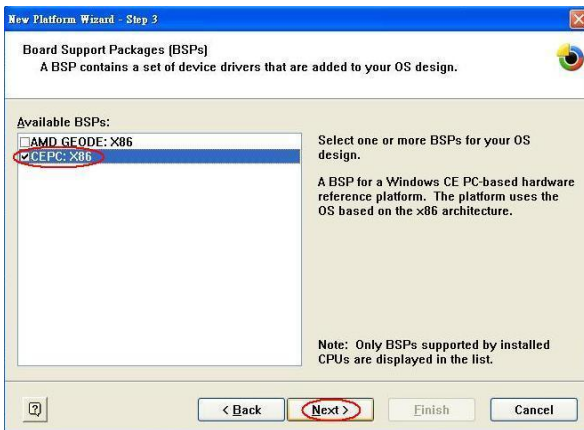 New Platform Wizard - Step 3
Board Support Packages (BSPs)
A BSP contains a set of device drivers that are added to your OS design.
Available BSPs:
AMD GEODE: X86
CEPC: X86
Select one or more BSPs for your OS
design.
A BSP for a Windows CE PC-based hardware
reference platform. The platform uses the
OS based on the x86 architecture.
Note: Only BSPs supported by installed
CPUs are displayed in the list.
?
< Back
Next >
Finish
Cancel